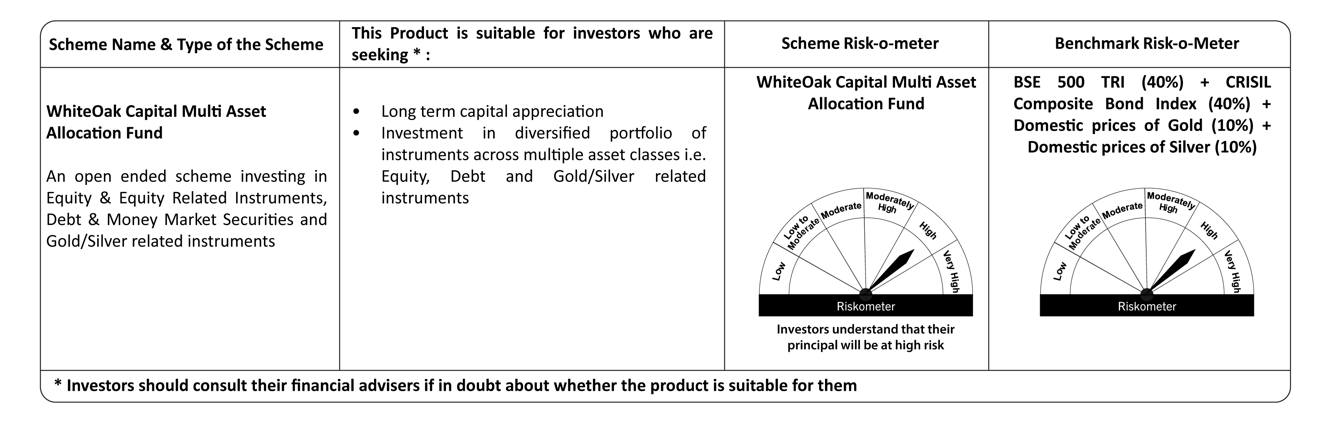 Scheme Name & Type of the Scheme
This Product is suitable for investors who are
seeking * :
Scheme Risk-o-meter
Benchmark Risk-o-Meter
WhiteOak Capital Multi Asset
Allocation Fund
An open ended scheme investing in
Equity & Equity Related Instruments,
Debt & Money Market Securities and
Gold/Silver related instruments
• Long term capital appreciation
• Investment in diversified portfolio of
instruments across multiple asset classes i.e.
Equity, Debt and Gold/Silver related
instruments
WhiteOak Capital Multi Asset
Allocation Fund
Low
Low to
Moderate
Moderate
Moderately
High
High
Very High
Riskometer
Investors understand that their
principal will be at high risk
BSE 500 TRI (40%) + CRISIL
Composite Bond Index (40%) +
Domestic prices of Gold (10%) +
Domestic prices of Silver (10%)
Low
Low to
Moderate
Moderate
Moderately
High
High
Very High
Riskometer
* Investors should consult their financial advisers if in doubt about whether the product is suitable for them